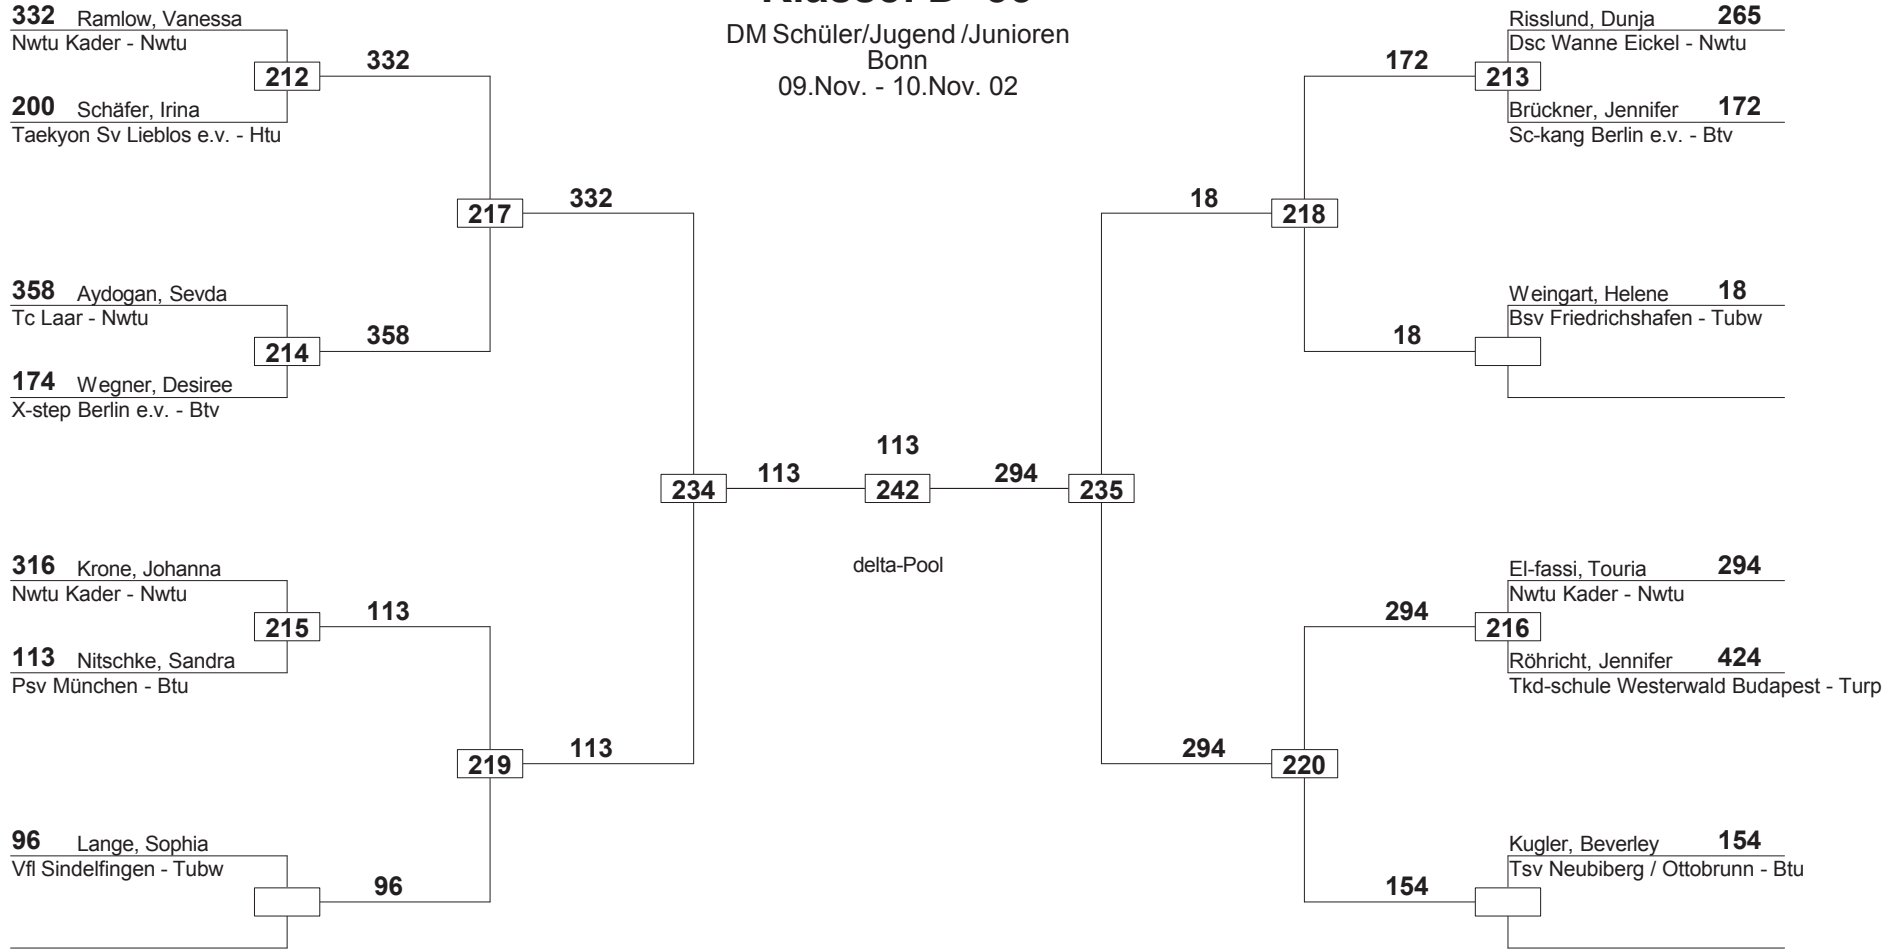 332 Ramlow, Vanessa
Nwtu Kader - Nwtu
212
332
200 Schäfer, Irina
Taekyon Sv Lieblos e.v. - Htu
217
332
358 Aydogan, Sevda
Tc Laar - Nwtu
214
358
174 Wegner, Desiree
X-step Berlin e.v. - Btv
234
113
316 Krone, Johanna
Nwtu Kader - Nwtu
215
113
113 Nitschke, Sandra
Psv München - Btu
219
113
96 Lange, Sophia
Vfl Sindelfingen - Tubw
96
DM Schüler/Jugend /Junioren
Bonn
09.Nov. - 10.Nov. 02
113
242
delta-Pool
294
235
Risslund, Dunja 265
Dsc Wanne Eickel - Nwtu
172
213
Brückner, Jennifer 172
Sc-kang Berlin e.v. - Btv
18
218
Weingart, Helene 18
Bsv Friedrichshafen - Tubw
18
El-fassi, Touria 294
Nwtu Kader - Nwtu
294
216
Röhricht, Jennifer 424
Tkd-schule Westerwald Budapest - Turp
294
220
Kugler, Beverley 154
Tsv Neubiberg / Ottobrunn - Btu
154